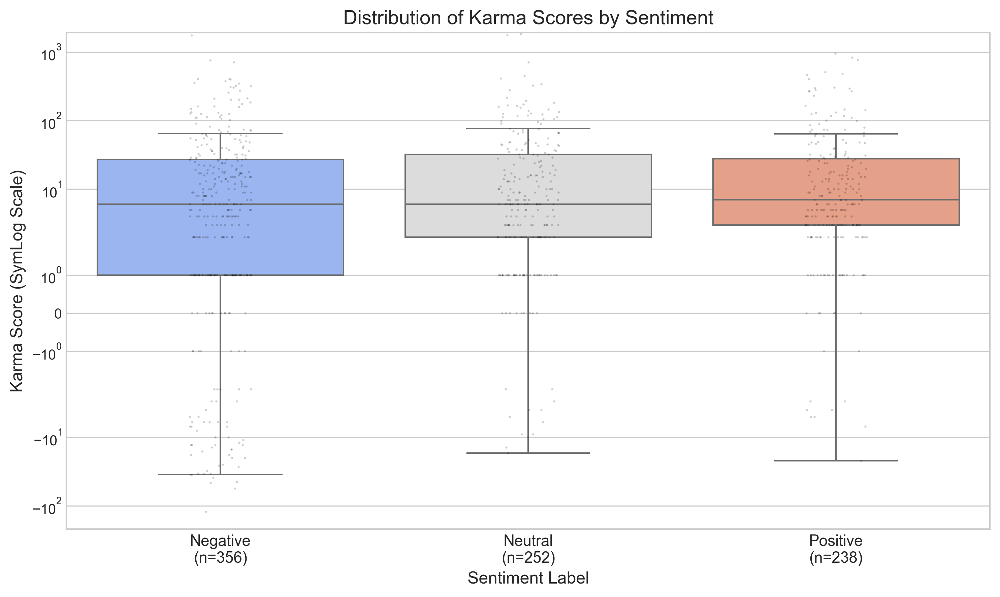 Distribution of Karma Scores by Sentiment
Karma Score (SymLog Scale)
10³
10²
10¹
10⁰
0
−10⁰
−10¹
−10²
Negative
(n=356)
Neutral
(n=252)
Positive
(n=238)
Sentiment Label